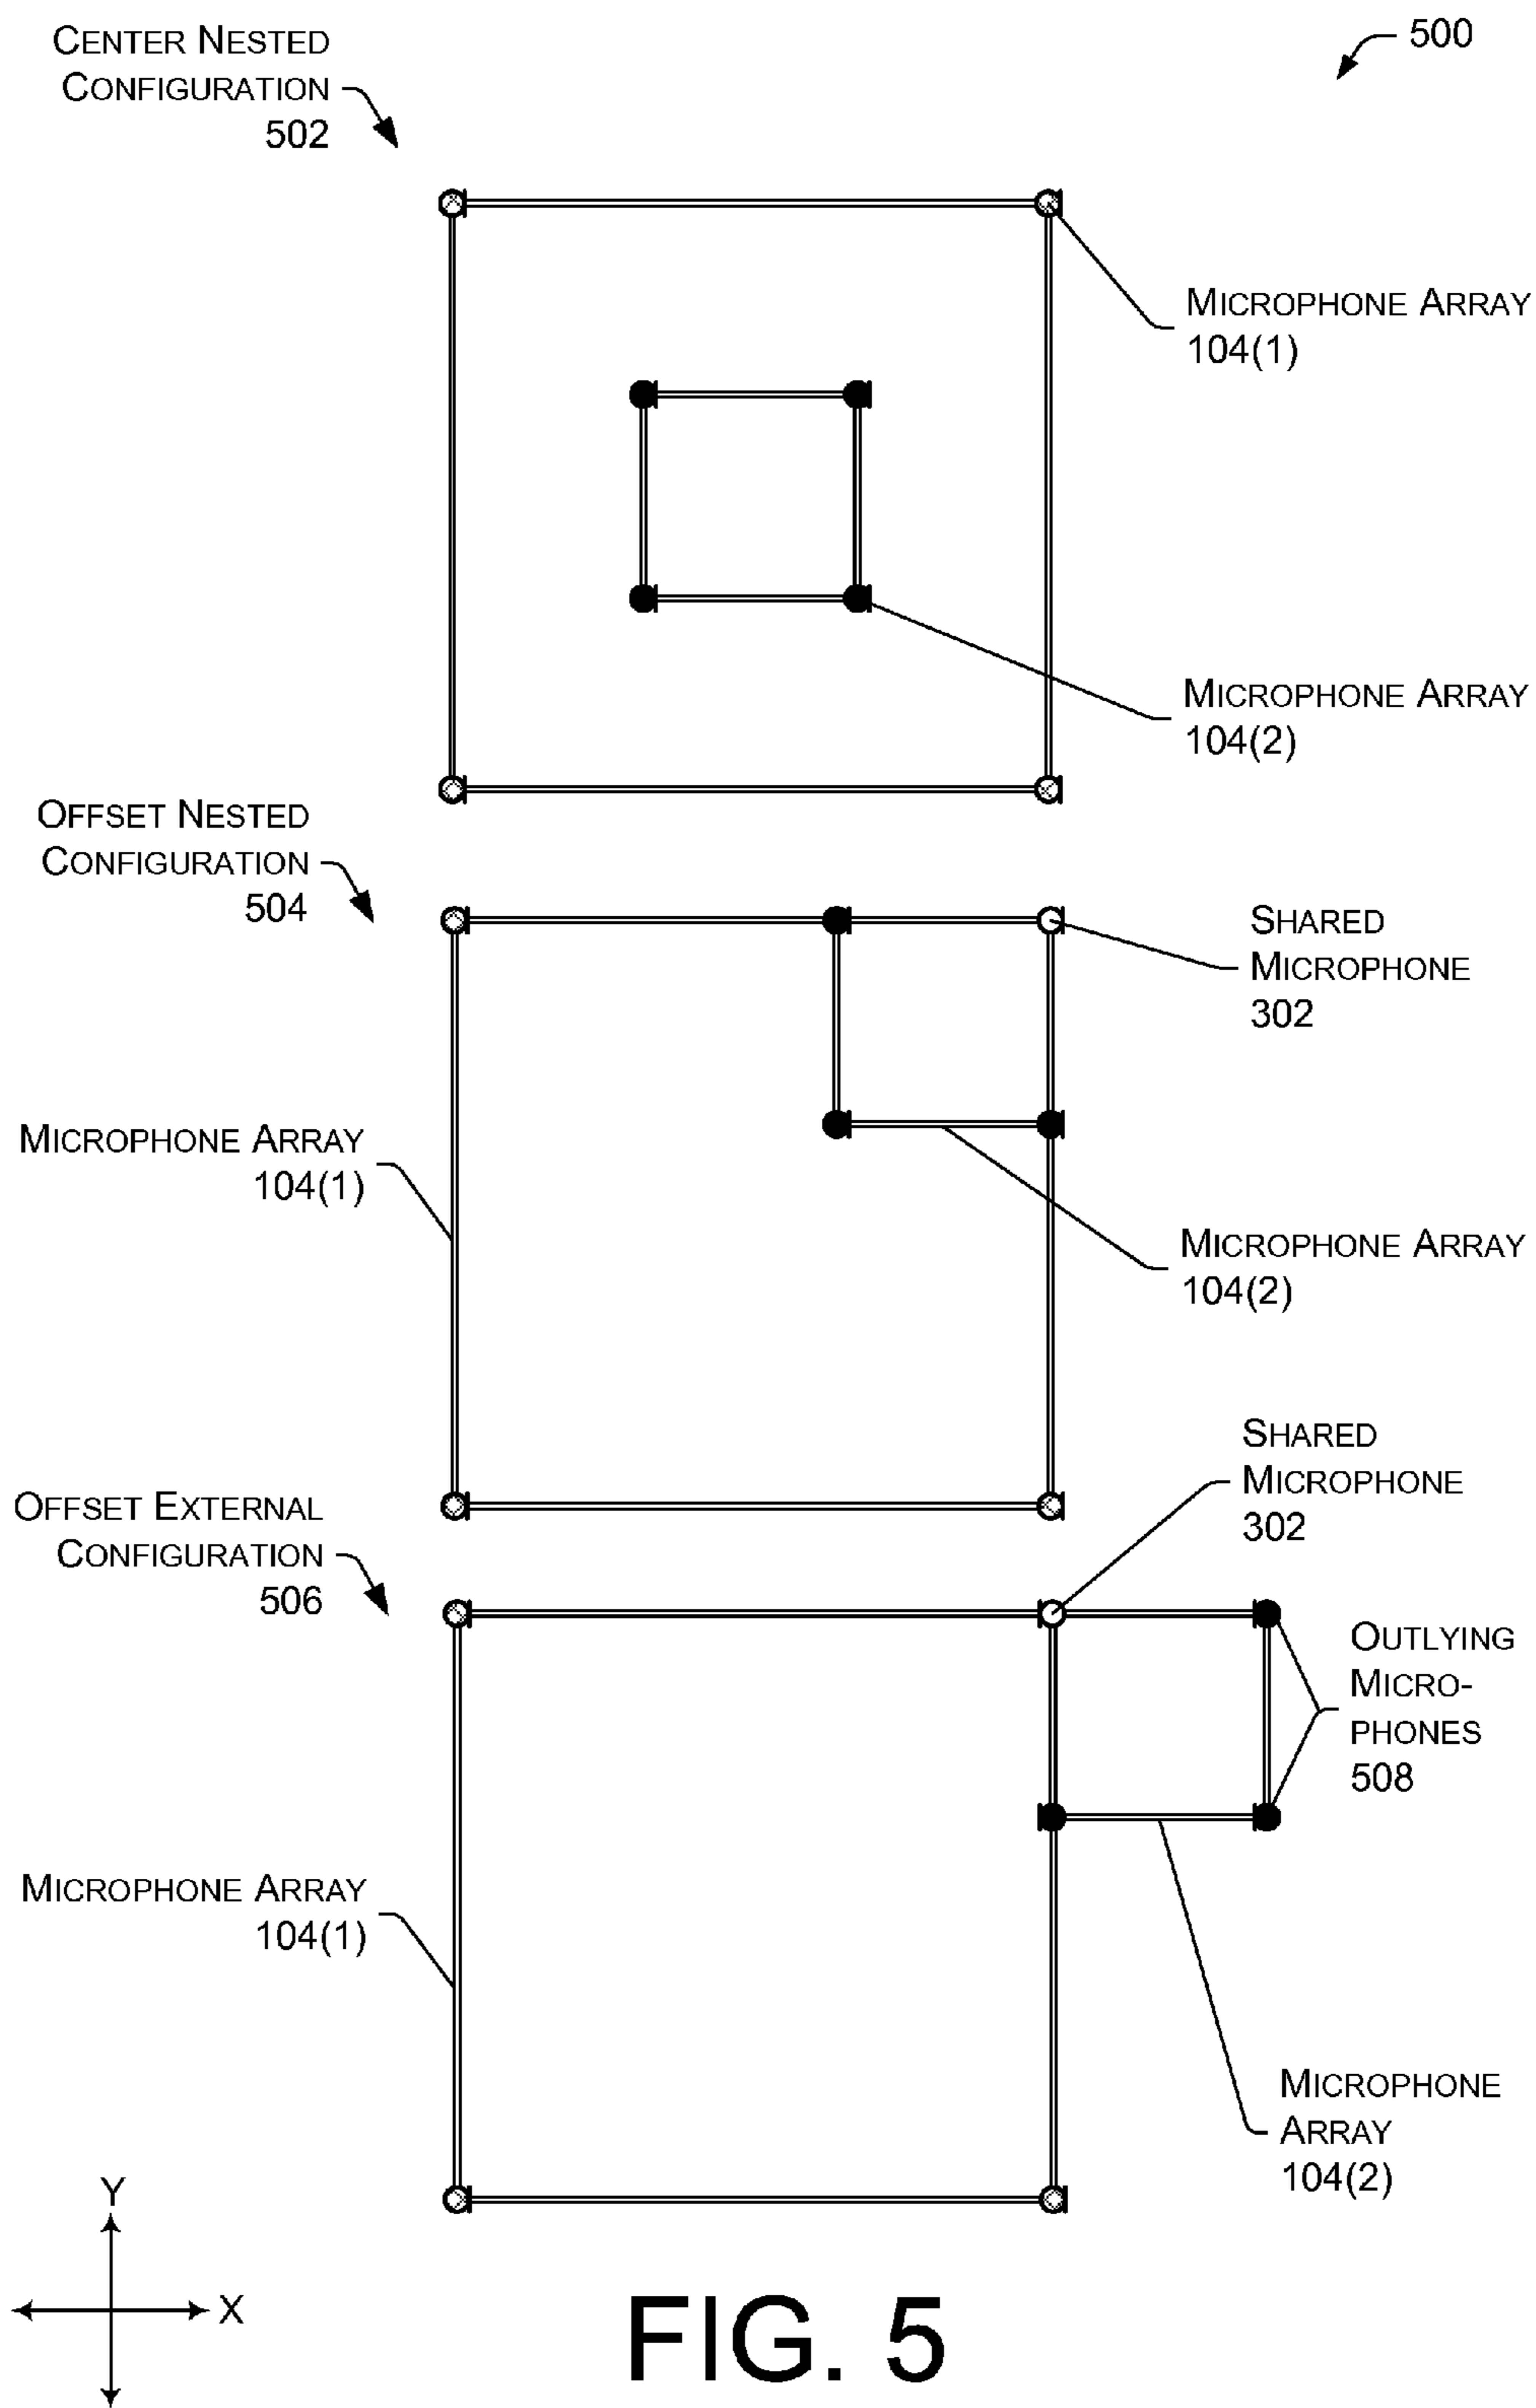 CENTER NESTED
CONFIGURATION
502
500
MICROPHONE ARRAY
104(1)
MICROPHONE ARRAY
104(2)
OFFSET NESTED
CONFIGURATION
504
SHARED
MICROPHONE
302
MICROPHONE ARRAY
104(1)
MICROPHONE ARRAY
104(2)
SHARED
MICROPHONE
302
OFFSET EXTERNAL
CONFIGURATION
506
OUTLYING
MICRO-
PHONES
508
MICROPHONE ARRAY
104(1)
MICROPHONE
ARRAY
104(2)
Y
X
FIG. 5